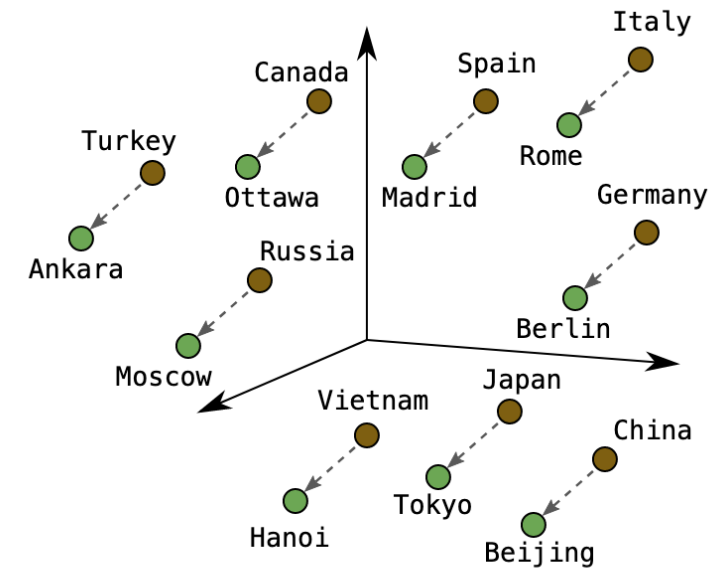 Italy
Canada
Spain
Turkey
Rome
Ottawa
Madrid
Germany
Russia
Ankara
Berlin
Moscow
Japan
Vietnam
China
Tokyo
Hanoi
Beijing